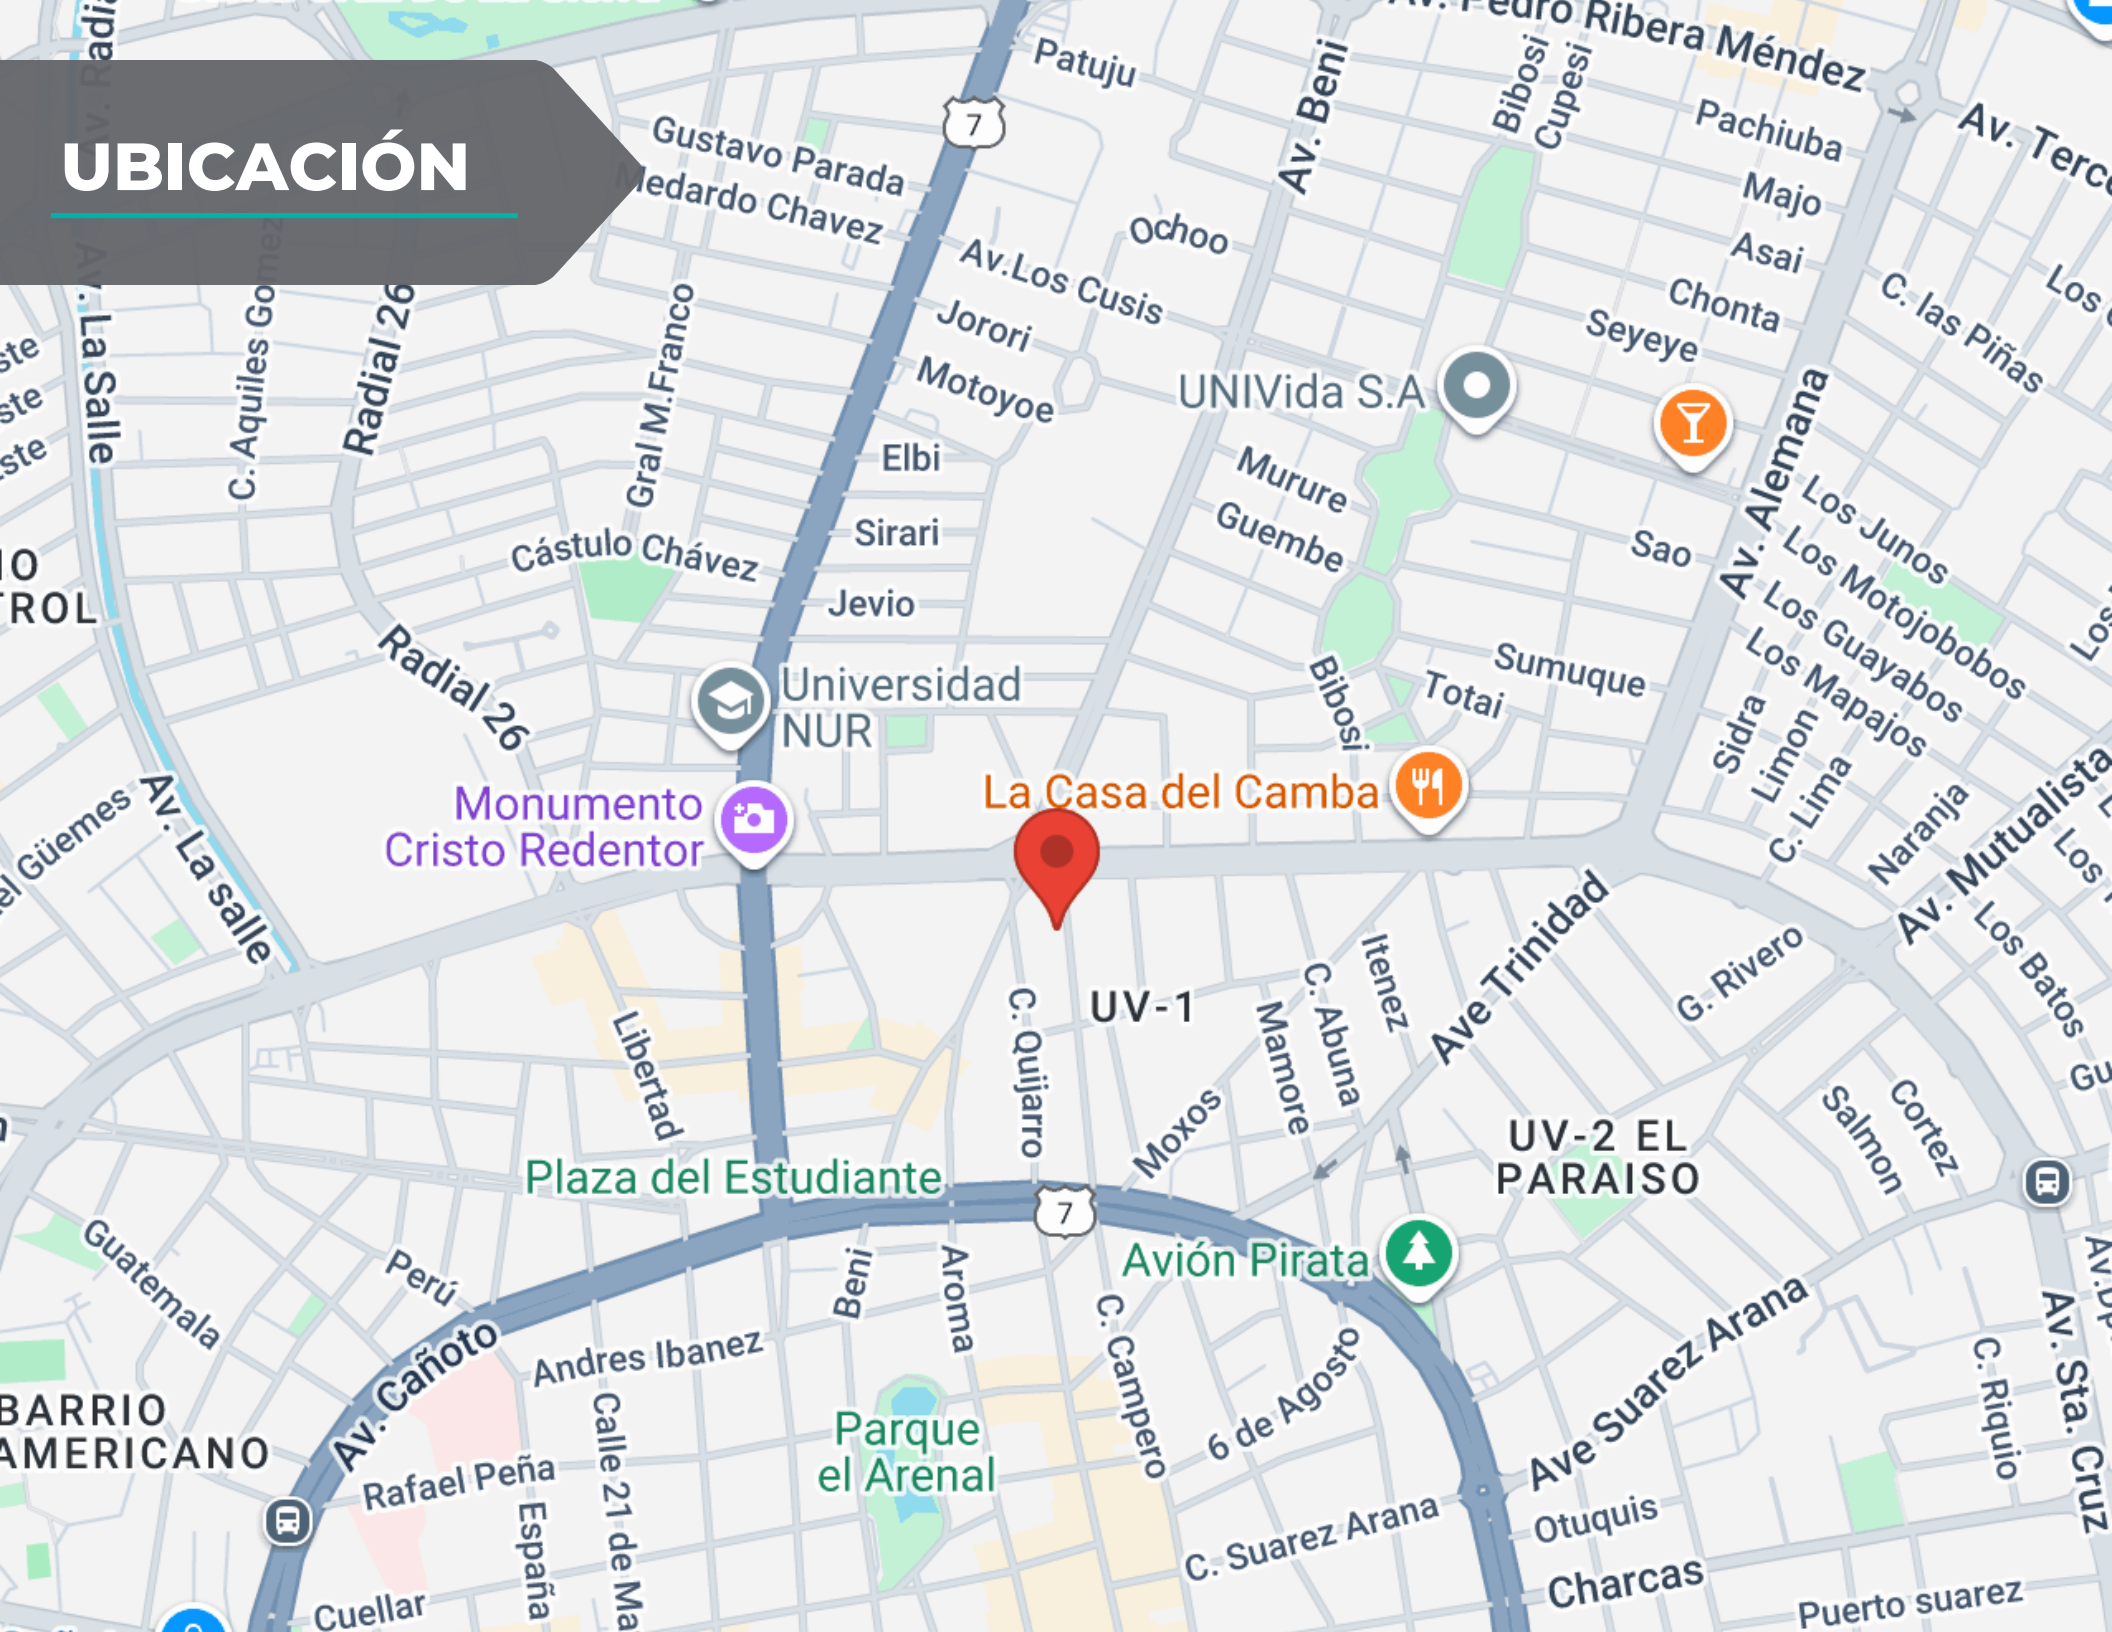 UBICACIÓN
Av. Pedro Ribera Méndez
Patuju
Av. Beni
Bibosi
Cupesi
Pachiuba
Majo
Asai
Chonta
Seyeye
7
Gustavo Parada
Medardo Chavez
Ochoo
Av.Los Cusis
Jorori
Motoyoe
C. las Piñas
Av. La Salle
C. Aquiles Gomez
Radial 26
Gral M.Franco
UNIVida S.A
Av. Alemana
Elbi
Sirari
Jevio
Murure
Guembe
Sao
Los Junos
Los Motojobobos
Los Guayabos
Los Mapajos
Cástulo Chávez
Radial 26
Universidad
NUR
Bibosi
Sumuque
Totai
Sidra
Limon
C. Lima
Naranja
Av. Mutualista
Monumento
Cristo Redentor
La Casa del Camba
Av. La salle
Los Batos
G. Rivero
Ave Trinidad
Itenez
C. Abuna
Mamore
UV-1
C. Quijarro
Libertad
Moxos
UV-2 EL
PARAISO
Salmon
Cortez
Plaza del Estudiante
7
Avión Pirata
Guatemala
Perú
Av. Cañoto
Beni
Aroma
C. Campero
Andres Ibanez
6 de Agosto
Ave Suarez Arana
C. Riquio
Av. Sta. Cruz
BARRIO
AMERICANO
Parque
el Arenal
Rafael Peña
España
Calle 21 de Ma
C. Suarez Arana
Otuquis
Charcas
Puerto suarez
Cuellar